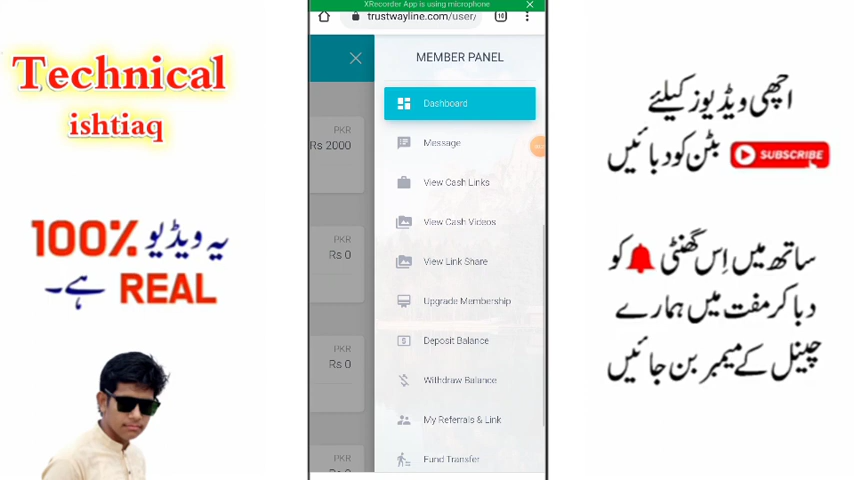 Technical
ishtiaq
یہ ویڈیو 100%
REAL ہے۔
XRecorder App is using microphone
trustwayline.com/user/
MEMBER PANEL
PKR
Rs 2000
PKR
Rs 0
PKR
Rs 0
PKR
Rs 0
Dashboard
Message
View Cash Links
View Cash Videos
View Link Share
Upgrade Membership
Deposit Balance
Withdraw Balance
My Referrals & Link
Fund Transfer
اچھی ویڈیوز کیلئے
SUBSCRIBE بٹن کو دبائیں
ساتھ میں اِس گھنٹی کو
دبا کر مفت میں ہمارے
چینل کے میمبر بن جائیں